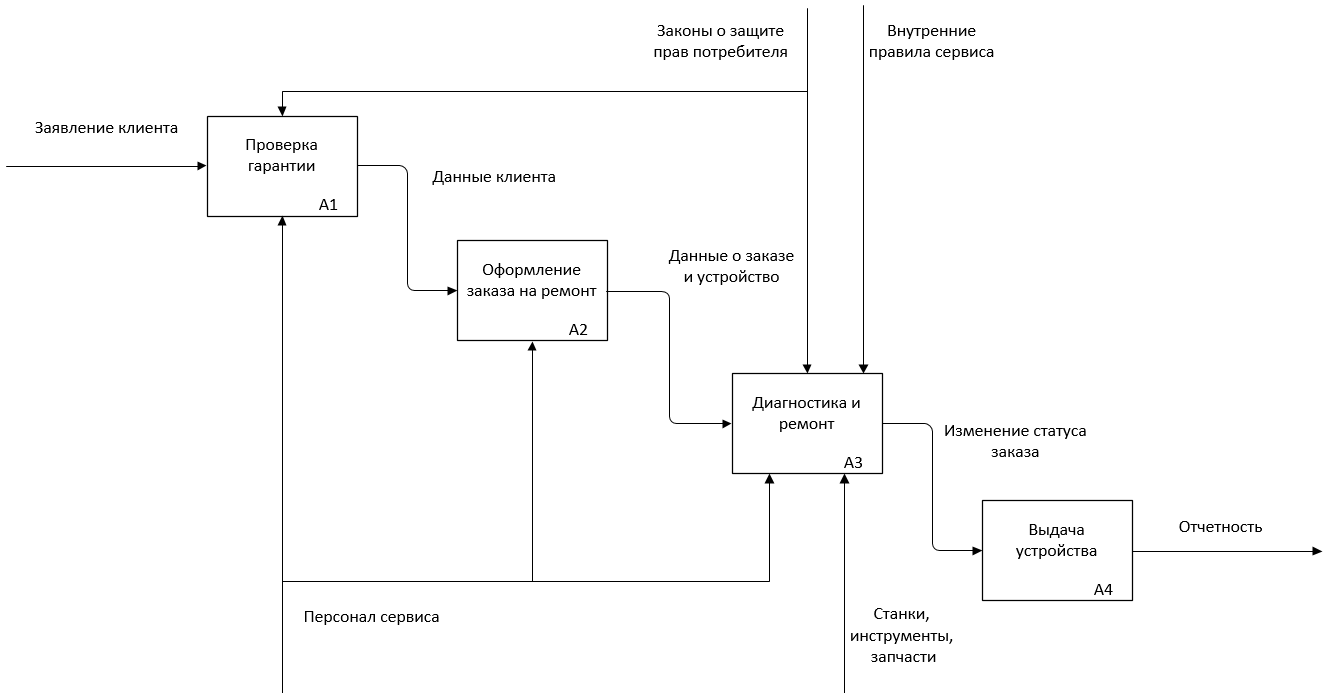 Законы о защите
прав потребителя
Внутренние
правила сервиса
Заявление клиента
Проверка
гарантии
A1
Данные клиента
Оформление
заказа на ремонт
A2
Данные о заказе
и устройство
Диагностика и
ремонт
A3
Изменение статуса
заказа
Выдача
устройства
A4
Отчетность
Персонал сервиса
Станки,
инструменты,
запчасти